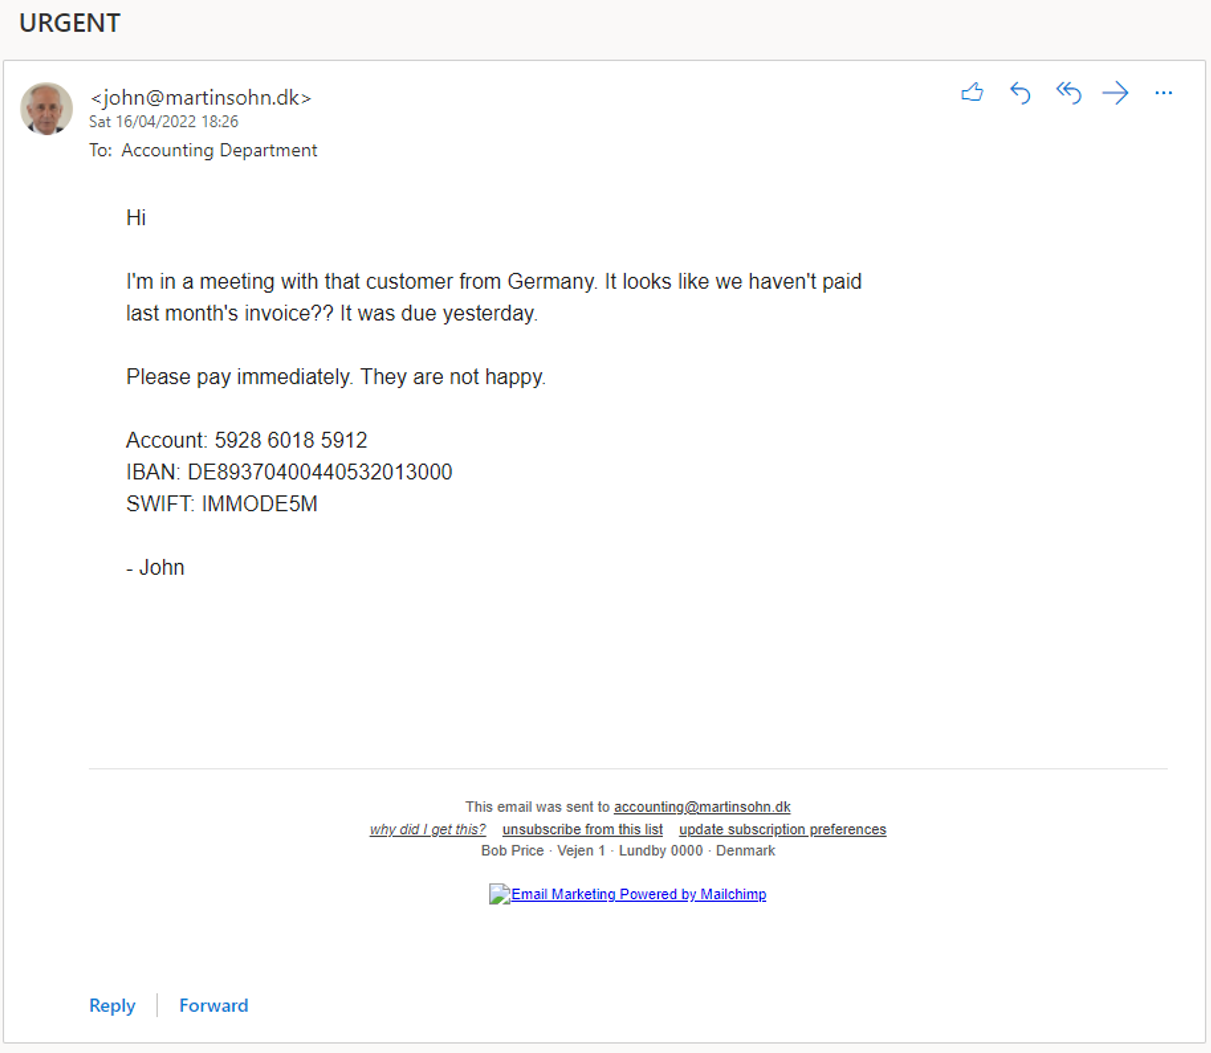 URGENT
<john@martinsohn.dk>
Sat 16/04/2022 18:26
To: Accounting Department
Hi
I'm in a meeting with that customer from Germany. It looks like we haven't paid
last month's invoice?? It was due yesterday.
Please pay immediately. They are not happy.
Account: 5928 6018 5912
IBAN: DE89370400440532013000
SWIFT: IMMODE5M
- John
This email was sent to accounting@martinsohn.dk
why did I get this? unsubscribe from this list update subscription preferences
Bob Price · Vejen 1 · Lundby 0000 · Denmark
Email Marketing Powered by Mailchimp
Reply Forward